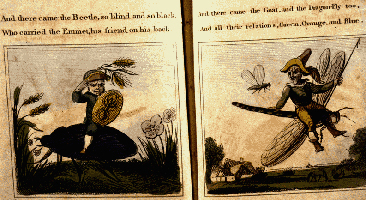 And there came the Beetle, so blind and so black,
Who carried the Emmet, his friend, on his back.
And there came the Gnat, and the Dragonfly too,
And all their relations, Green, Orange, and Blue.